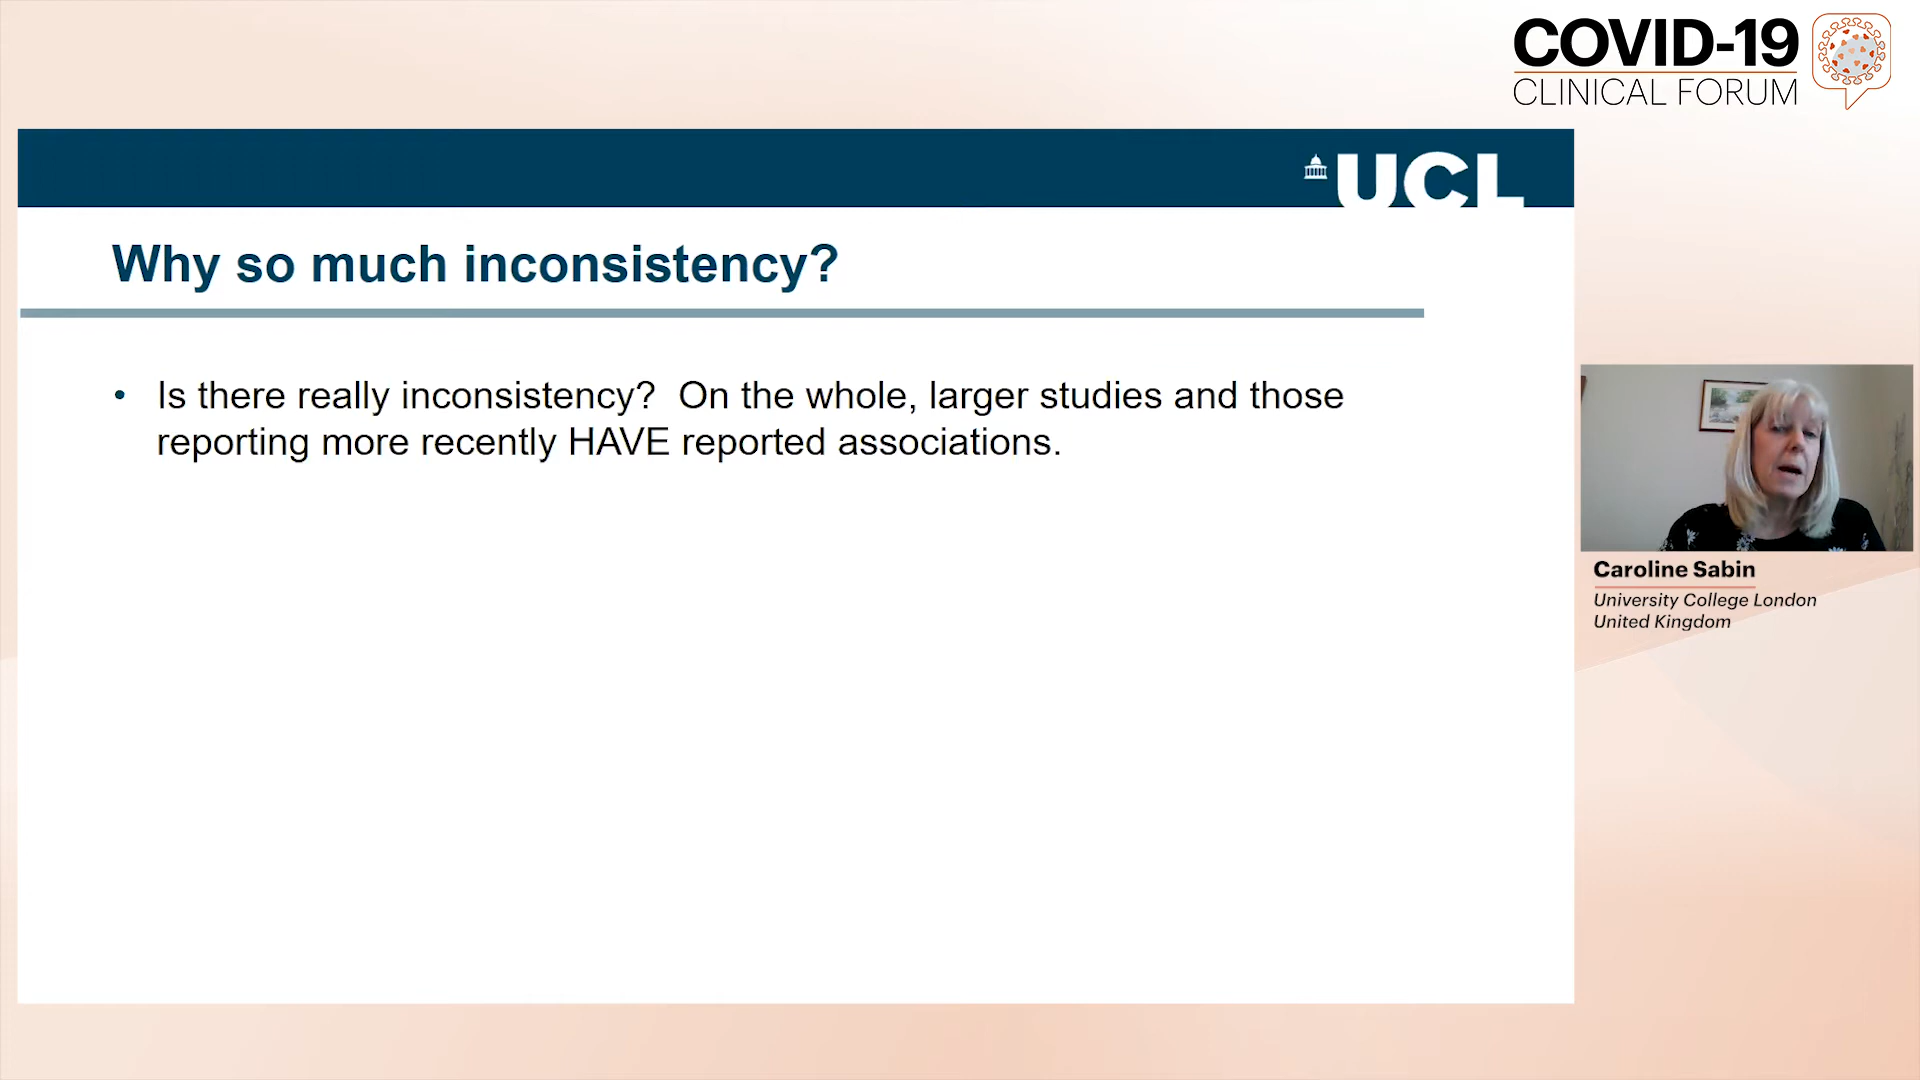 COVID-19
CLINICAL FORUM
UCL
Why so much inconsistency?
• Is there really inconsistency?  On the whole, larger studies and those
reporting more recently HAVE reported associations.
Caroline Sabin
University College London
United Kingdom